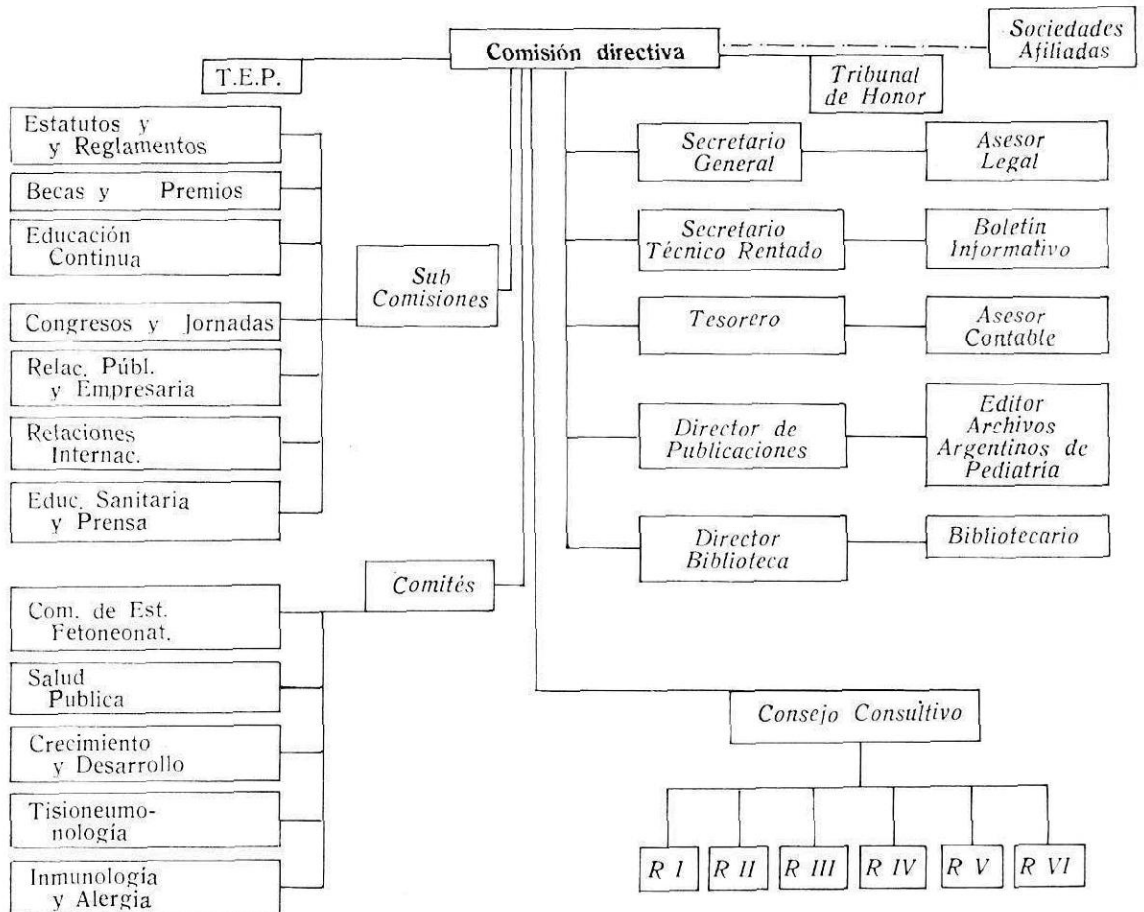 Comisión directiva
Sociedades
Afiliadas
T.E.P.
Tribunal
de Honor
Estatutos y
y Reglamentos
Becas y Premios
Educación
Continua
Congresos y Jornadas
Relac. Públ.
y Empresaria
Relaciones
Internac.
Educ. Sanitaria
y Prensa
Sub
Comisiones
Secretario
General
Asesor
Legal
Secretario
Técnico Rentado
Boletín
Informativo
Tesorero
Asesor
Contable
Director de
Publicaciones
Editor
Archivos
Argentinos de
Pediatría
Director
Biblioteca
Bibliotecario
Comités
Com. de Est.
Fetoneonat.
Salud
Publica
Crecimiento
y Desarrollo
Tisioneumo-
nología
Inmunología
y Alergia
Consejo Consultivo
R I
R II
R III
R IV
R V
R VI